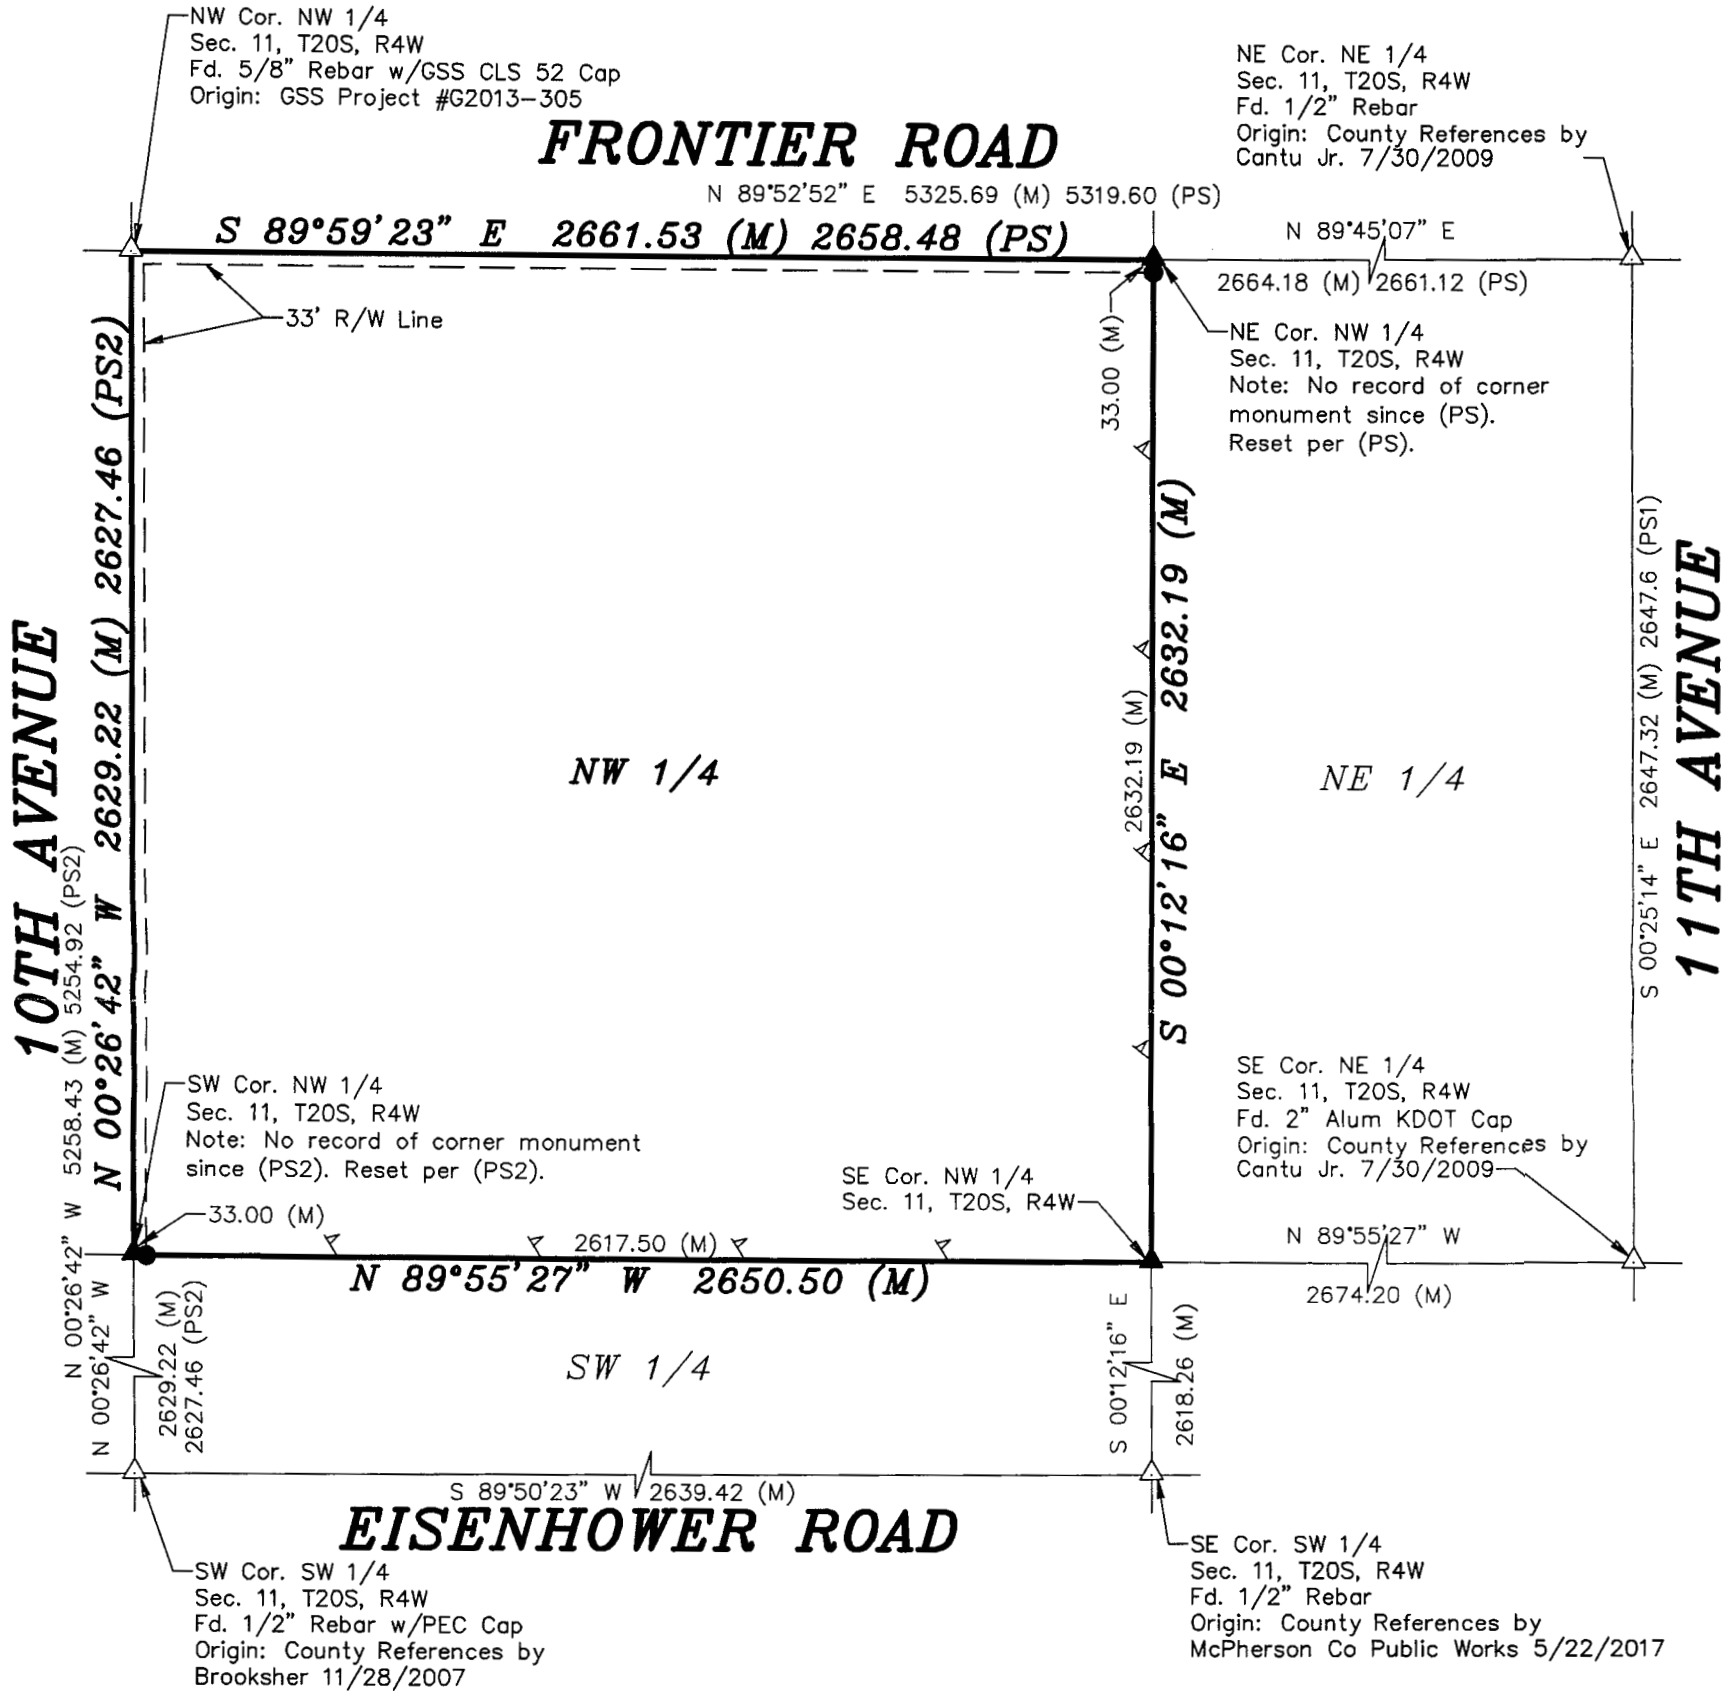 NW Cor. NW 1/4
Sec. 11, T20S, R4W
Fd. 5/8" Rebar w/GSS CLS 52 Cap
Origin: GSS Project #G2013-305
NE Cor. NE 1/4
Sec. 11, T20S, R4W
Fd. 1/2" Rebar
Origin: County References by
Cantu Jr. 7/30/2009
FRONTIER ROAD
N 89°52'52" E 5325.69 (M) 5319.60 (PS)
S 89°59'23" E 2661.53 (M) 2658.48 (PS)
N 89°45'07" E
2664.18 (M) 2661.12 (PS)
33' R/W Line
33.00 (M)
NE Cor. NW 1/4
Sec. 11, T20S, R4W
Note: No record of corner
monument since (PS).
Reset per (PS).
10TH AVENUE
N 00°26'42" W 5258.43 (M) 5254.92 (PS2)
N 00°26'42" W 2629.22 (M) 2627.46 (PS2)
NW 1/4
2632.19 (M)
S 00°12'16" E 2632.19 (M)
NE 1/4
S 00°25'14" E 2647.32 (M) 2647.6 (PS1)
11TH AVENUE
SW Cor. NW 1/4
Sec. 11, T20S, R4W
Note: No record of corner monument
since (PS2). Reset per (PS2).
33.00 (M)
SE Cor. NW 1/4
Sec. 11, T20S, R4W
SE Cor. NE 1/4
Sec. 11, T20S, R4W
Fd. 2" Alum KDOT Cap
Origin: County References by
Cantu Jr. 7/30/2009
2617.50 (M)
N 89°55'27" W 2650.50 (M)
N 89°55'27" W
2674.20 (M)
N 00°26'42" W
2629.22 (M)
2627.46 (PS2)
SW 1/4
S 00°12'16" E
2618.26 (M)
S 89°50'23" W 2639.42 (M)
EISENHOWER ROAD
SW Cor. SW 1/4
Sec. 11, T20S, R4W
Fd. 1/2" Rebar w/PEC Cap
Origin: County References by
Brooksher 11/28/2007
SE Cor. SW 1/4
Sec. 11, T20S, R4W
Fd. 1/2" Rebar
Origin: County References by
McPherson Co Public Works 5/22/2017